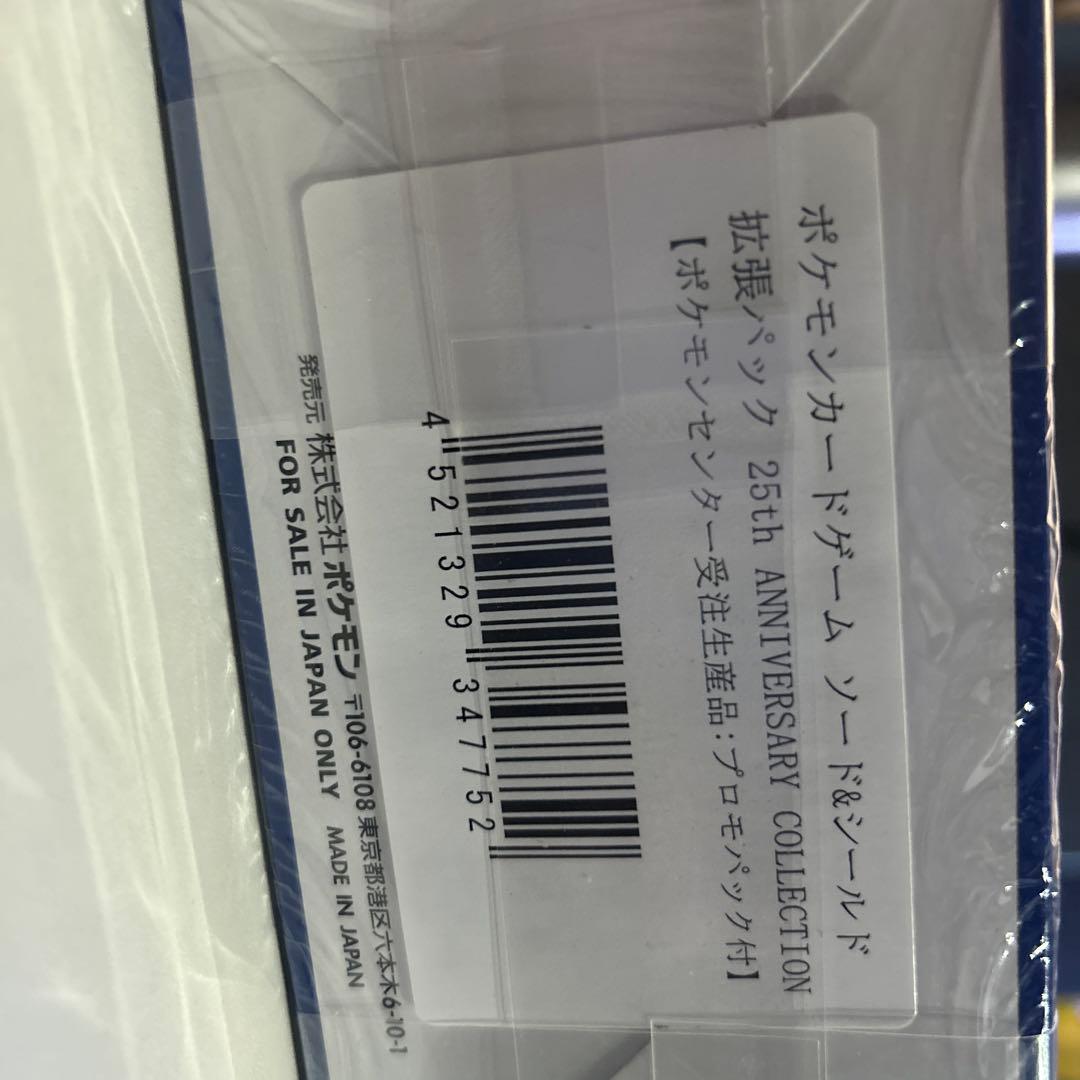 ポケモンカードゲーム ソード&シールド
拡張パック 25th ANNIVERSARY COLLECTION
【ポケモンセンター受注生産品:プロモパック付】
4 521329 347752
発売元 株式会社ポケモン 〒106-6108 東京都港区六本木6-10-1
FOR SALE IN JAPAN ONLY MADE IN JAPAN